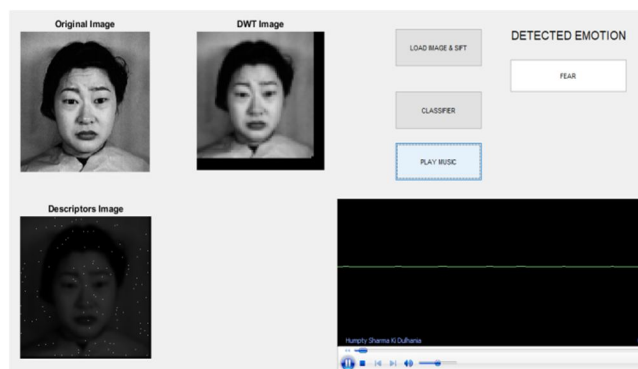 Original Image
DWT Image
LOAD IMAGE & SIFT
DETECTED EMOTION
FEAR
CLASSIFIER
PLAY MUSIC
Descriptors Image
Humpty Sharma Ki Dulhania